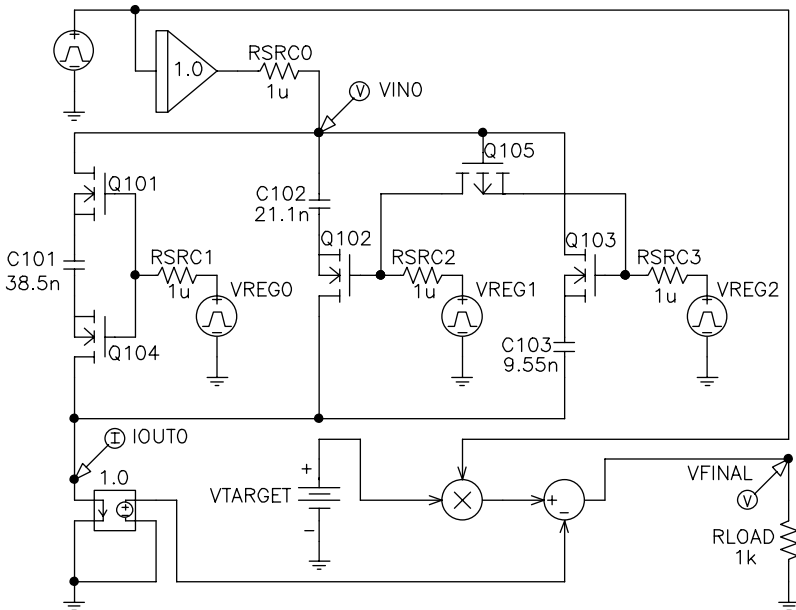 1.0
RSRC0
1u
V VIN0
Q105
Q101
C102
21.1n
Q102
Q103
C101
38.5n
RSRC1
1u
VREG0
RSRC2
1u
VREG1
RSRC3
1u
VREG2
Q104
C103
9.55n
I IOUT0
1.0
VTARGET
+
−
+
−
VFINAL
V
RLOAD
1k